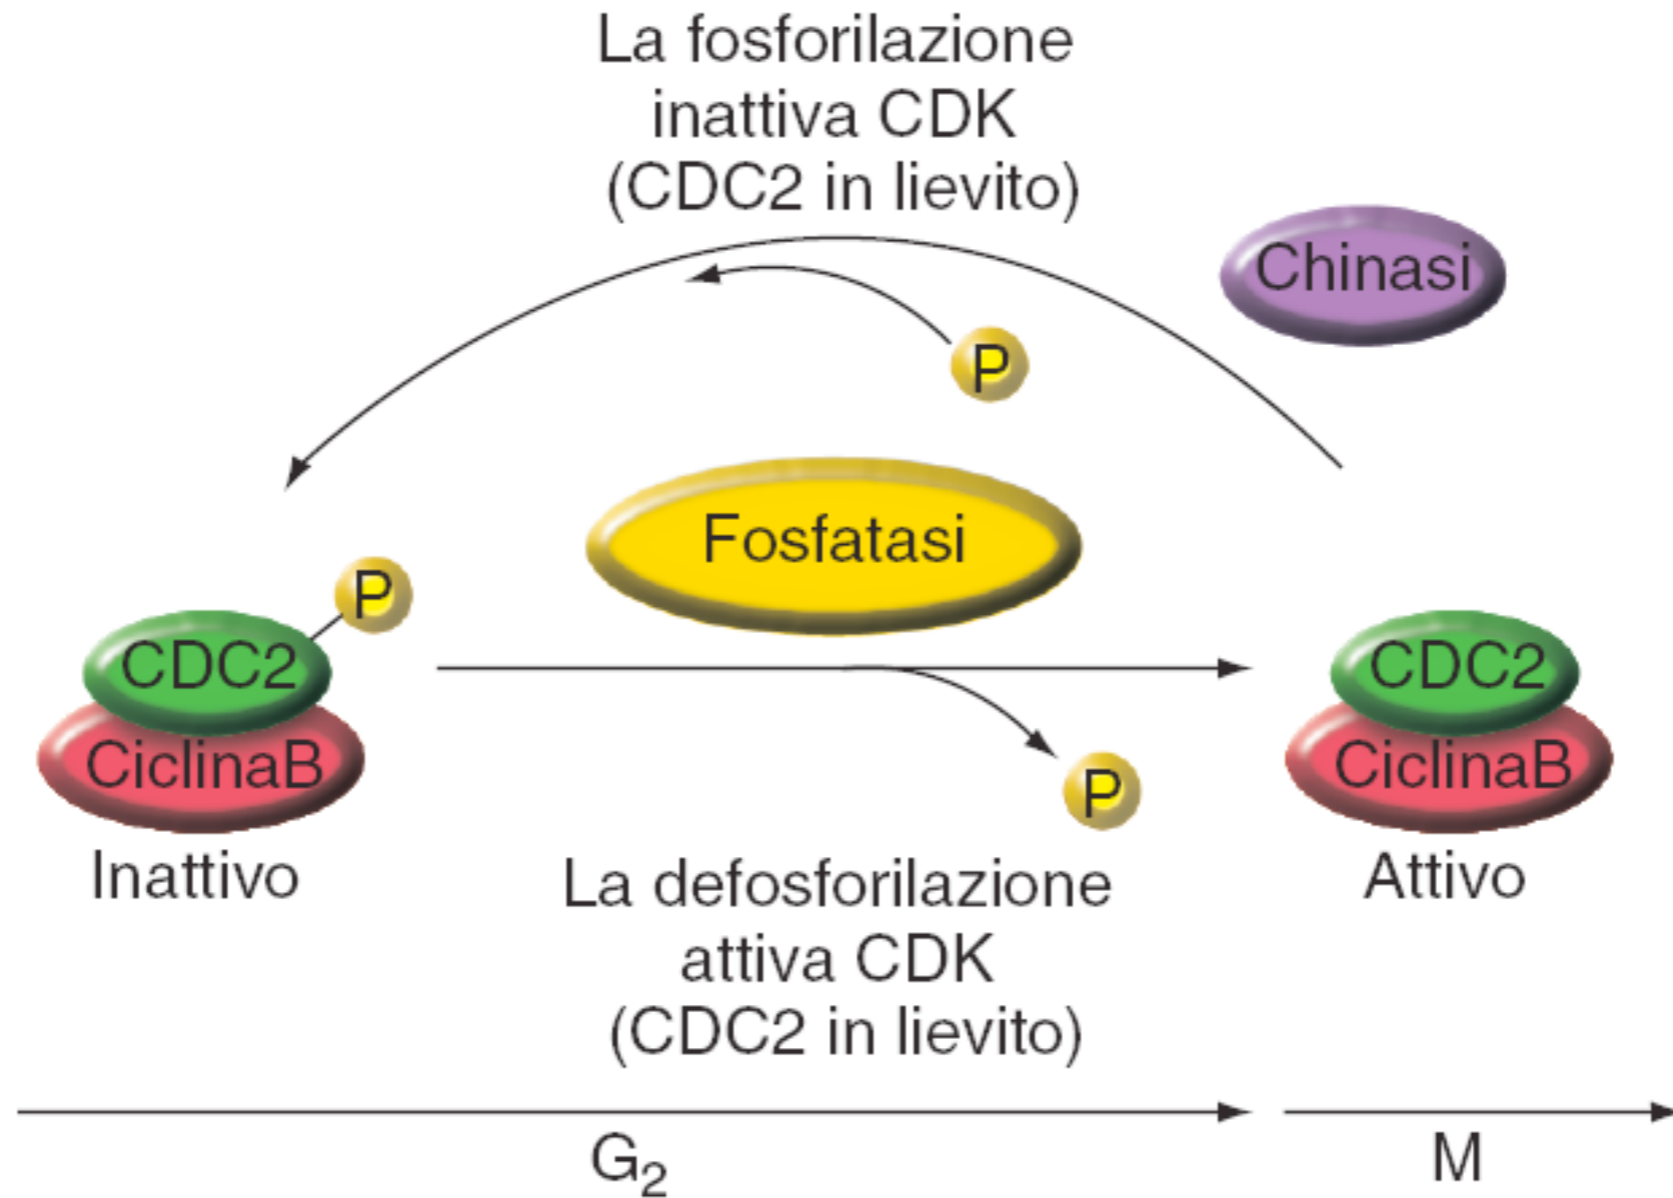 La fosforilazione
inattiva CDK
(CDC2 in lievito)
Chinasi
P
Fosfatasi
P
CDC2
CiclinaB
Inattivo
P
CDC2
CiclinaB
Attivo
La defosforilazione
attiva CDK
(CDC2 in lievito)
G₂
M